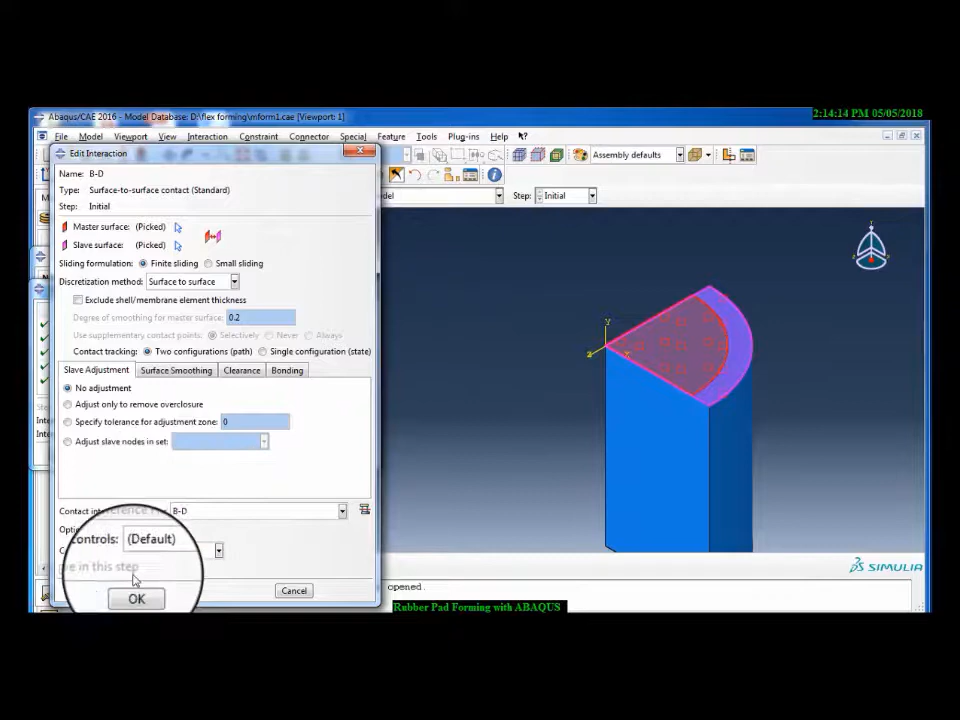 2:14:14 PM 05/05/2018
Abaqus/CAE 2016 - Model Database: D:\flex forming\mform1.cae [Viewport: 1]
File Model Viewport View Interaction Constraint Connector Special Feature Tools Plug-ins Help
Edit Interaction
Assembly defaults
Name: B-D
Type: Surface-to-surface contact (Standard)
Step: Initial
Step: Initial
Master surface: (Picked)
Slave surface: (Picked)
Sliding formulation: Finite sliding Small sliding
Discretization method: Surface to surface
Exclude shell/membrane element thickness
Degree of smoothing for master surface: 0.2
Use supplementary contact points: Selectively Never Always
Contact tracking: Two configurations (path) Single configuration (state)
Slave Adjustment Surface Smoothing Clearance Bonding
No adjustment
Adjust only to remove overclosure
Specify tolerance for adjustment zone: 0
Adjust slave nodes in set:
Y
Z
B-D
(Default)
in this step
OK
Cancel
SIMULIA
opened.
Rubber Pad Forming with ABAQUS